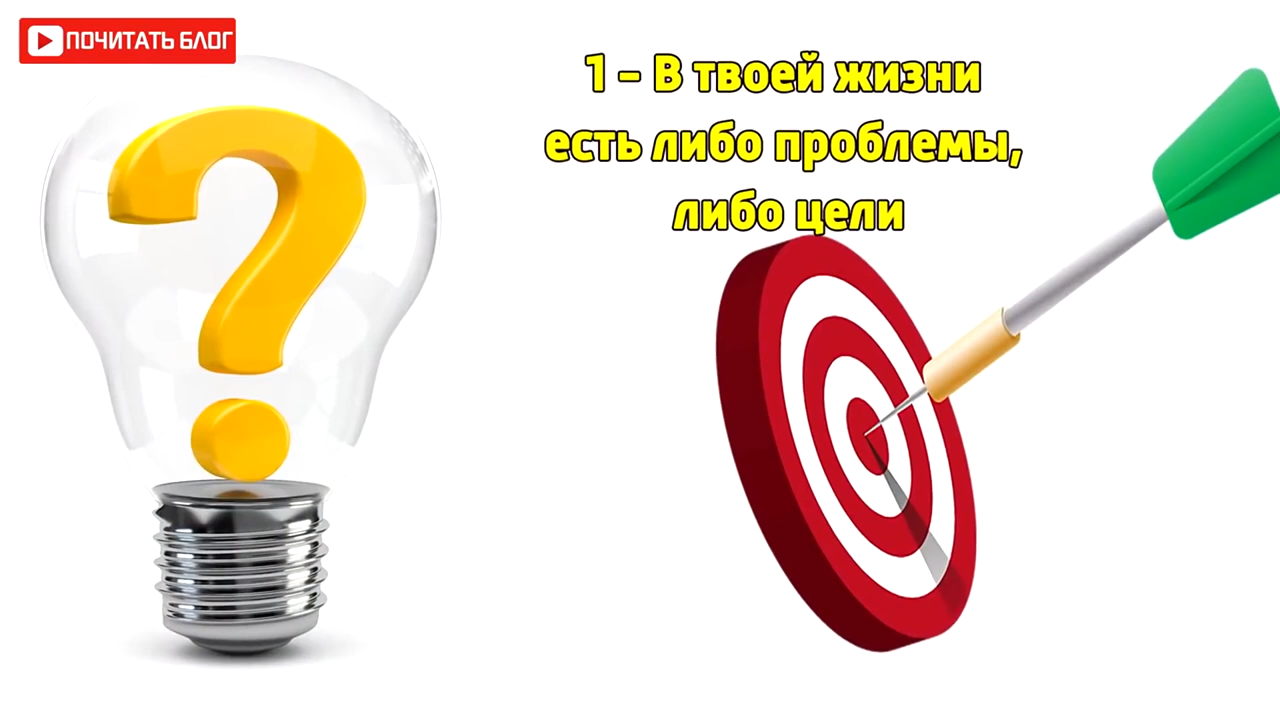 ПОЧИТАТЬ БЛОГ
1 – В твоей жизни
есть либо проблемы,
либо цели